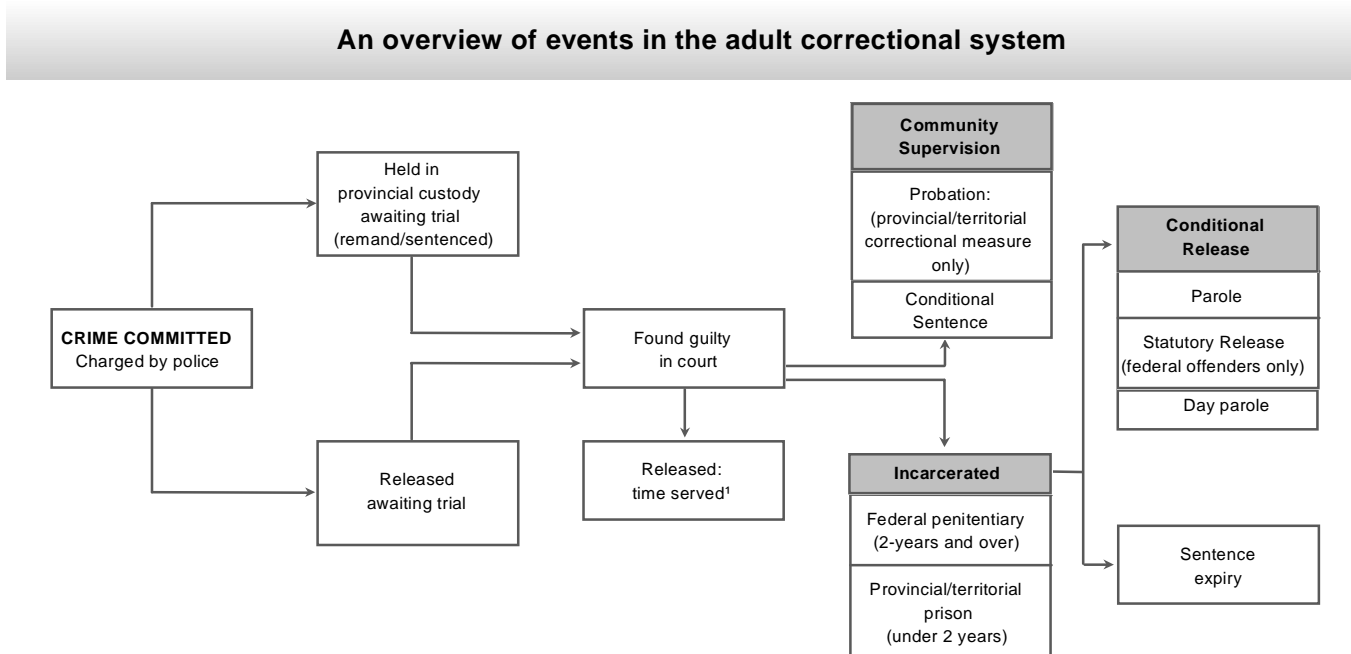 An overview of events in the adult correctional system
Held in
provincial custody
awaiting trial
(remand/sentenced)
CRIME COMMITTED
Charged by police
Released
awaiting trial
Found guilty
in court
Released:
time served¹
Community
Supervision
Probation:
(provincial/territorial
correctional measure
only)
Conditional
Sentence
Incarcerated
Federal penitentiary
(2-years and over)
Provincial/territorial
prison
(under 2 years)
Conditional
Release
Parole
Statutory Release
(federal offenders only)
Day parole
Sentence
expiry